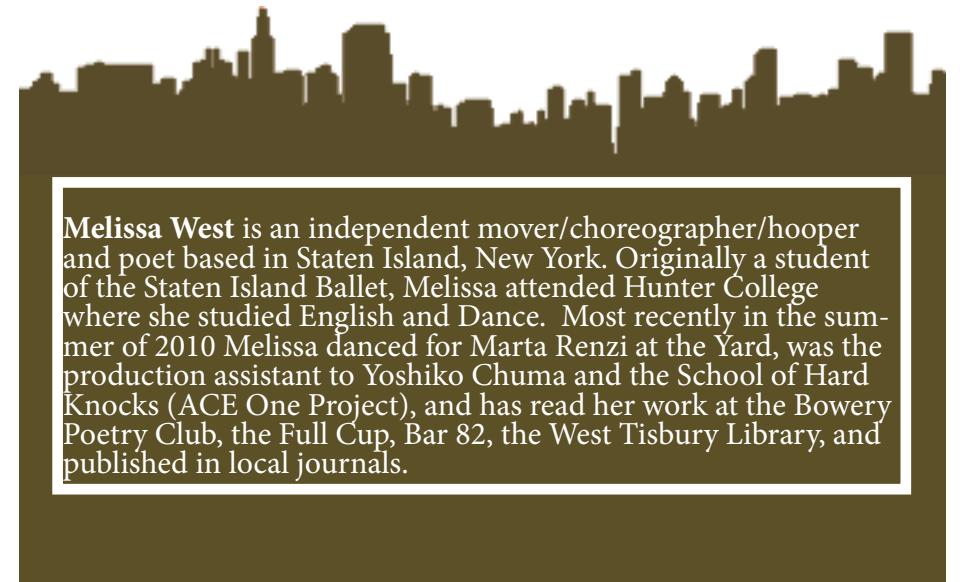 Melissa West is an independent mover/choreographer/hooper
and poet based in Staten Island, New York. Originally a student
of the Staten Island Ballet, Melissa attended Hunter College
where she studied English and Dance.  Most recently in the sum-
mer of 2010 Melissa danced for Marta Renzi at the Yard, was the
production assistant to Yoshiko Chuma and the School of Hard
Knocks (ACE One Project), and has read her work at the Bowery
Poetry Club, the Full Cup, Bar 82, the West Tisbury Library, and
published in local journals.